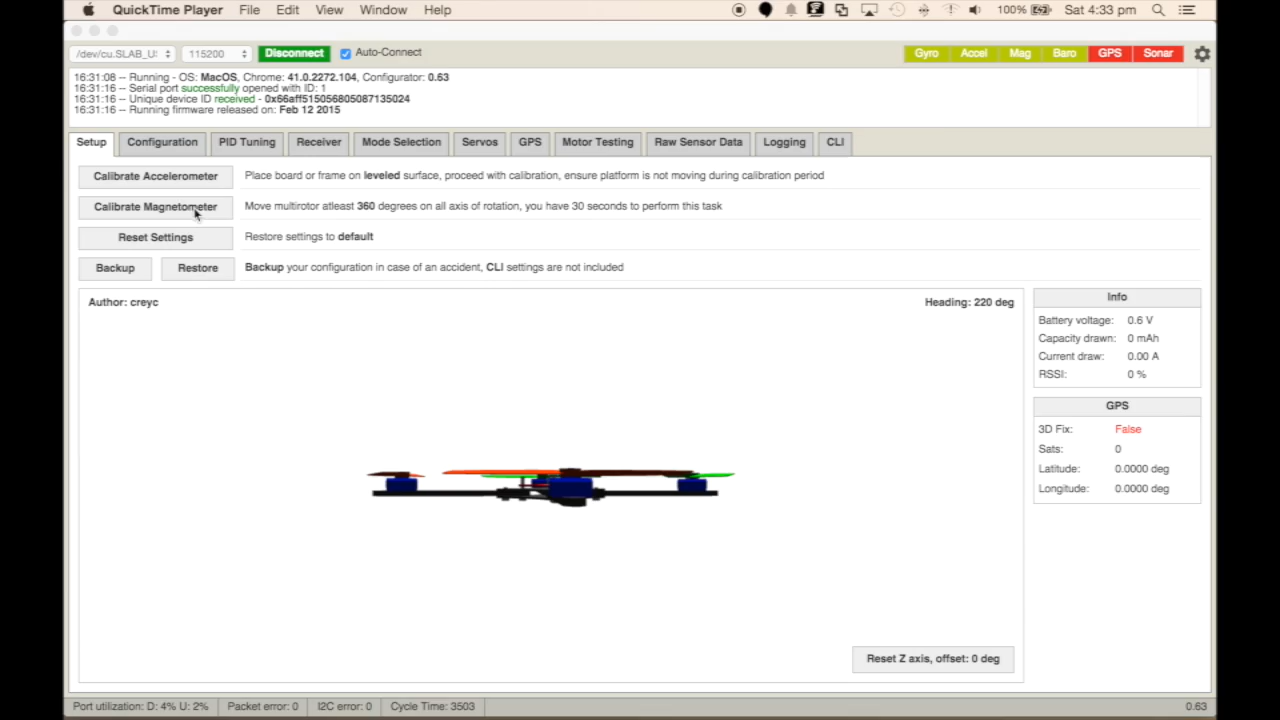 QuickTime Player File Edit View Window Help 100% Sat 4:33 pm
/dev/cu.SLAB_U: 115200 Disconnect Auto-Connect Gyro Accel Mag Baro GPS Sonar
16:31:08 -- Running - OS: MacOS, Chrome: 41.0.2272.104, Configurator: 0.63
16:31:16 -- Serial port successfully opened with ID: 1
16:31:16 -- Unique device ID received - 0x66aff515056805087135024
16:31:16 -- Running firmware released on: Feb 12 2015
Setup Configuration PID Tuning Receiver Mode Selection Servos GPS Motor Testing Raw Sensor Data Logging CLI
Calibrate Accelerometer Place board or frame on leveled surface, proceed with calibration, ensure platform is not moving during calibration period
Calibrate Magnetometer Move multirotor atleast 360 degrees on all axis of rotation, you have 30 seconds to perform this task
Reset Settings Restore settings to default
Backup Restore Backup your configuration in case of an accident, CLI settings are not included
Author: creyc Heading: 220 deg
Info
Battery voltage: 0.6 V
Capacity drawn: 0 mAh
Current draw: 0.00 A
RSSI: 0 %
GPS
3D Fix: False
Sats: 0
Latitude: 0.0000 deg
Longitude: 0.0000 deg
Reset Z axis, offset: 0 deg
Port utilization: D: 4% U: 2% Packet error: 0 I2C error: 0 Cycle Time: 3503 0.63